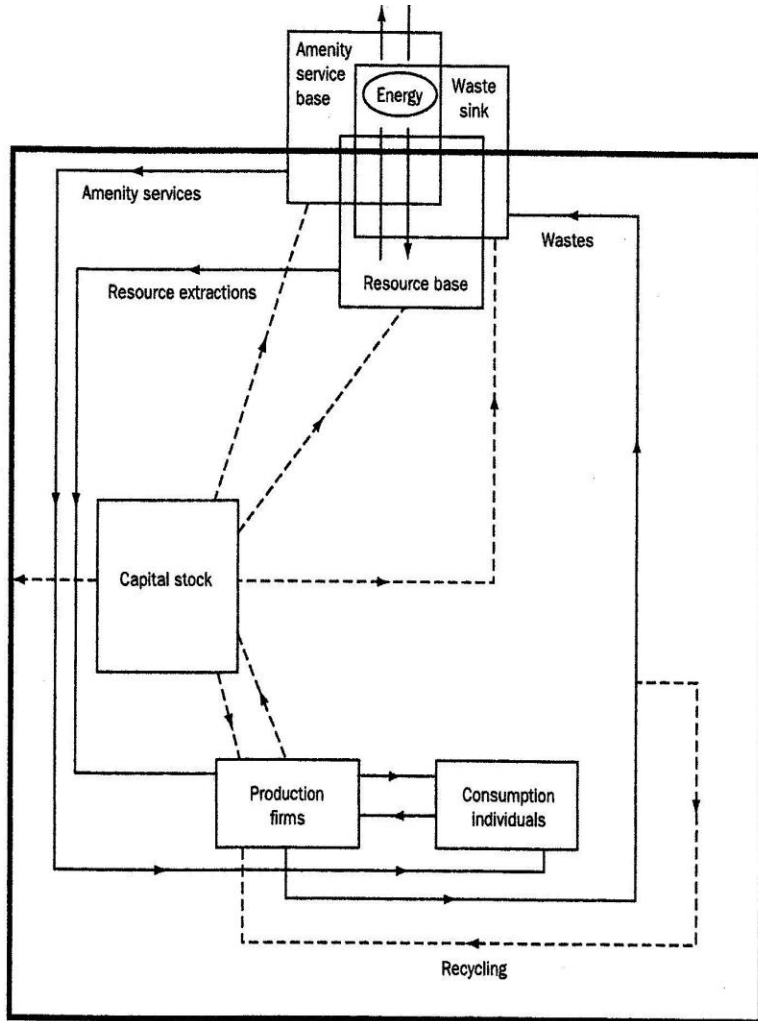 Amenity
service
base
Energy
Waste
sink
Amenity services
Wastes
Resource base
Resource extractions
Capital stock
Production
firms
Consumption
individuals
Recycling